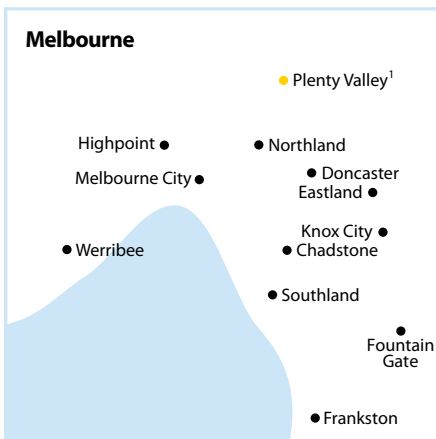 Melbourne
Plenty Valley¹
Highpoint
Northland
Melbourne City
Doncaster
Eastland
Knox City
Werribee
Chadstone
Southland
Fountain
Gate
Frankston